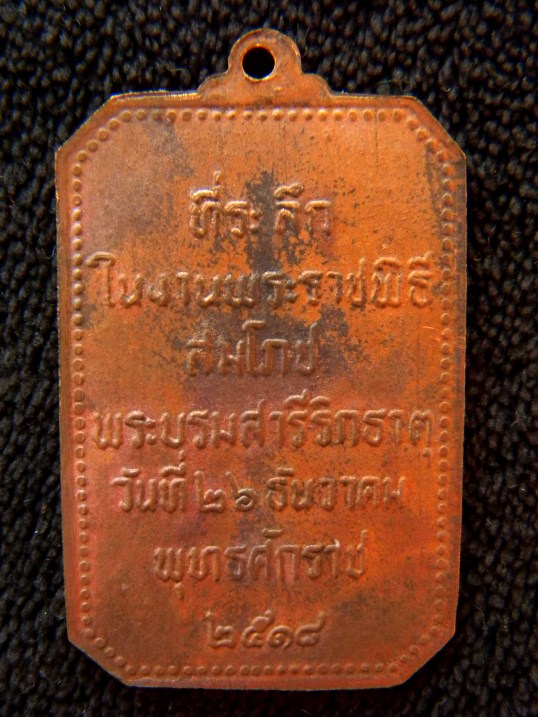 ที่ระลึก
ในงานพระราชพิธี
สมโภช
พระบรมสารีริกธาตุ
วันที่ ๒๖ ธันวาคม
พุทธศักราช
๒๕๑๘